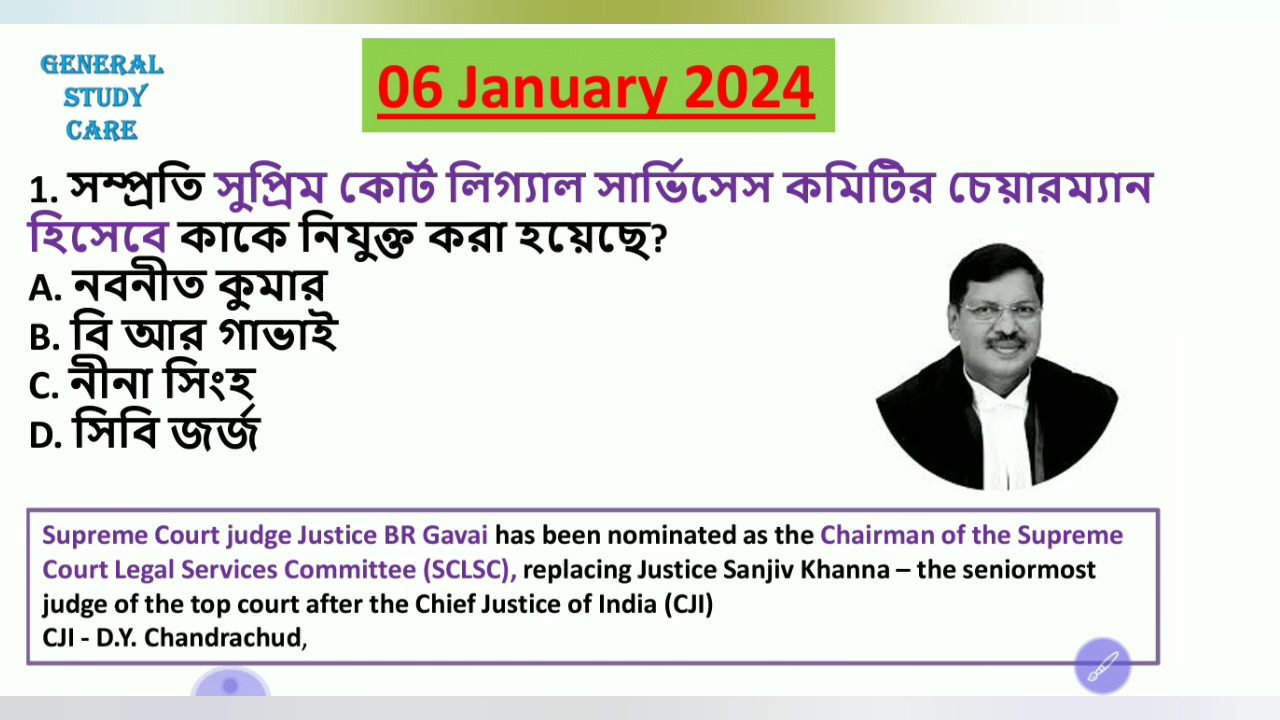 GENERAL
STUDY
CARE
06 January 2024
1. সম্প্রতি সুপ্রিম কোর্ট লিগ্যাল সার্ভিসেস কমিটির চেয়ারম্যান
হিসেবে কাকে নিযুক্ত করা হয়েছে?
A. নবনীত কুমার
B. বি আর গাভাই
C. নীনা সিংহ
D. সিবি জর্জ
Supreme Court judge Justice BR Gavai has been nominated as the Chairman of the Supreme
Court Legal Services Committee (SCLSC), replacing Justice Sanjiv Khanna – the seniormost
judge of the top court after the Chief Justice of India (CJI)
CJI - D.Y. Chandrachud,